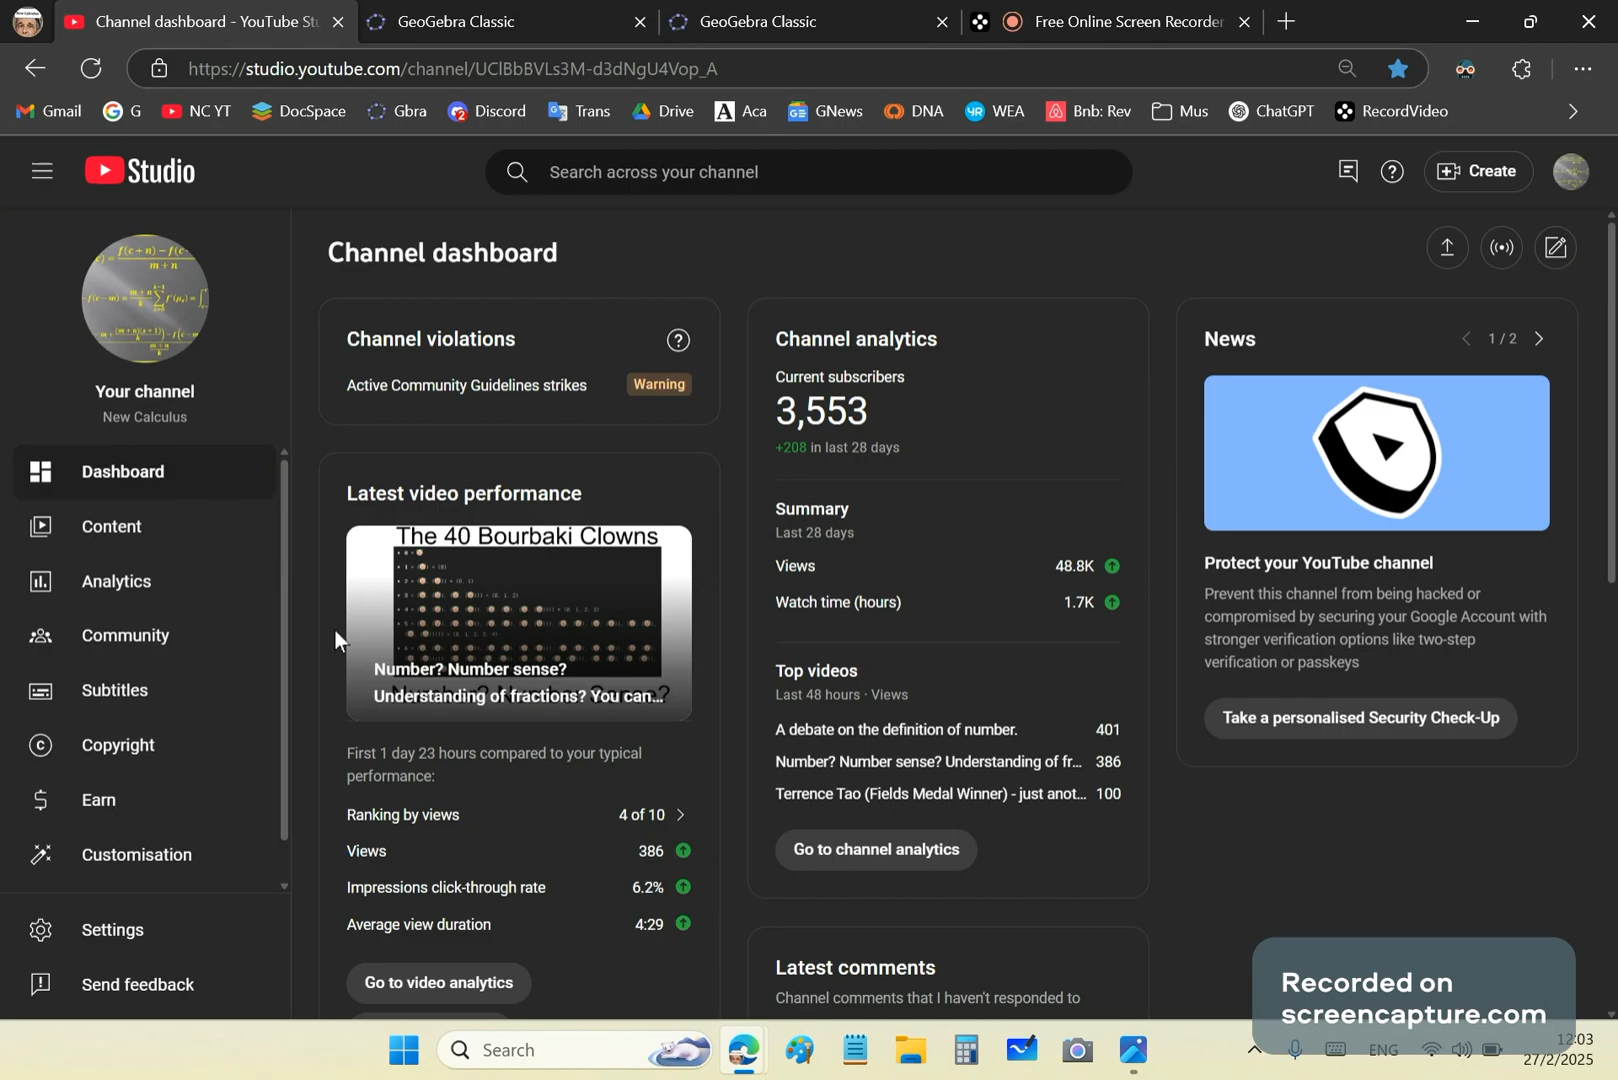 Channel dashboard - YouTube Stu
GeoGebra Classic
GeoGebra Classic
Free Online Screen Recorder
https://studio.youtube.com/channel/UClBbBVLs3M-d3dNgU4Vop_A
Gmail
G
NC YT
DocSpace
Gbra
Discord
Trans
Drive
Aca
GNews
DNA
WEA
Bnb: Rev
Mus
ChatGPT
RecordVideo
Studio
Search across your channel
Create
Your channel
New Calculus
Dashboard
Content
Analytics
Community
Subtitles
Copyright
Earn
Customisation
Settings
Send feedback
Channel dashboard
Channel violations
Active Community Guidelines strikes Warning
Latest video performance
The 40 Bourbaki Clowns
Number? Number sense?
Understanding of fractions? You can...
Number? Number Sense?
First 1 day 23 hours compared to your typical
performance:
Ranking by views 4 of 10
Views 386
Impressions click-through rate 6.2%
Average view duration 4:29
Go to video analytics
Channel analytics
Current subscribers
3,553
+208 in last 28 days
Summary
Last 28 days
Views 48.8K
Watch time (hours) 1.7K
Top videos
Last 48 hours · Views
A debate on the definition of number. 401
Number? Number sense? Understanding of fr... 386
Terrence Tao (Fields Medal Winner) - just anot... 100
Go to channel analytics
Latest comments
Channel comments that I haven't responded to
News
1 / 2
Protect your YouTube channel
Prevent this channel from being hacked or
compromised by securing your Google Account with
stronger verification options like two-step
verification or passkeys
Take a personalised Security Check-Up
Recorded on
screencapture.com
Search
ENG
12:03
27/2/2025